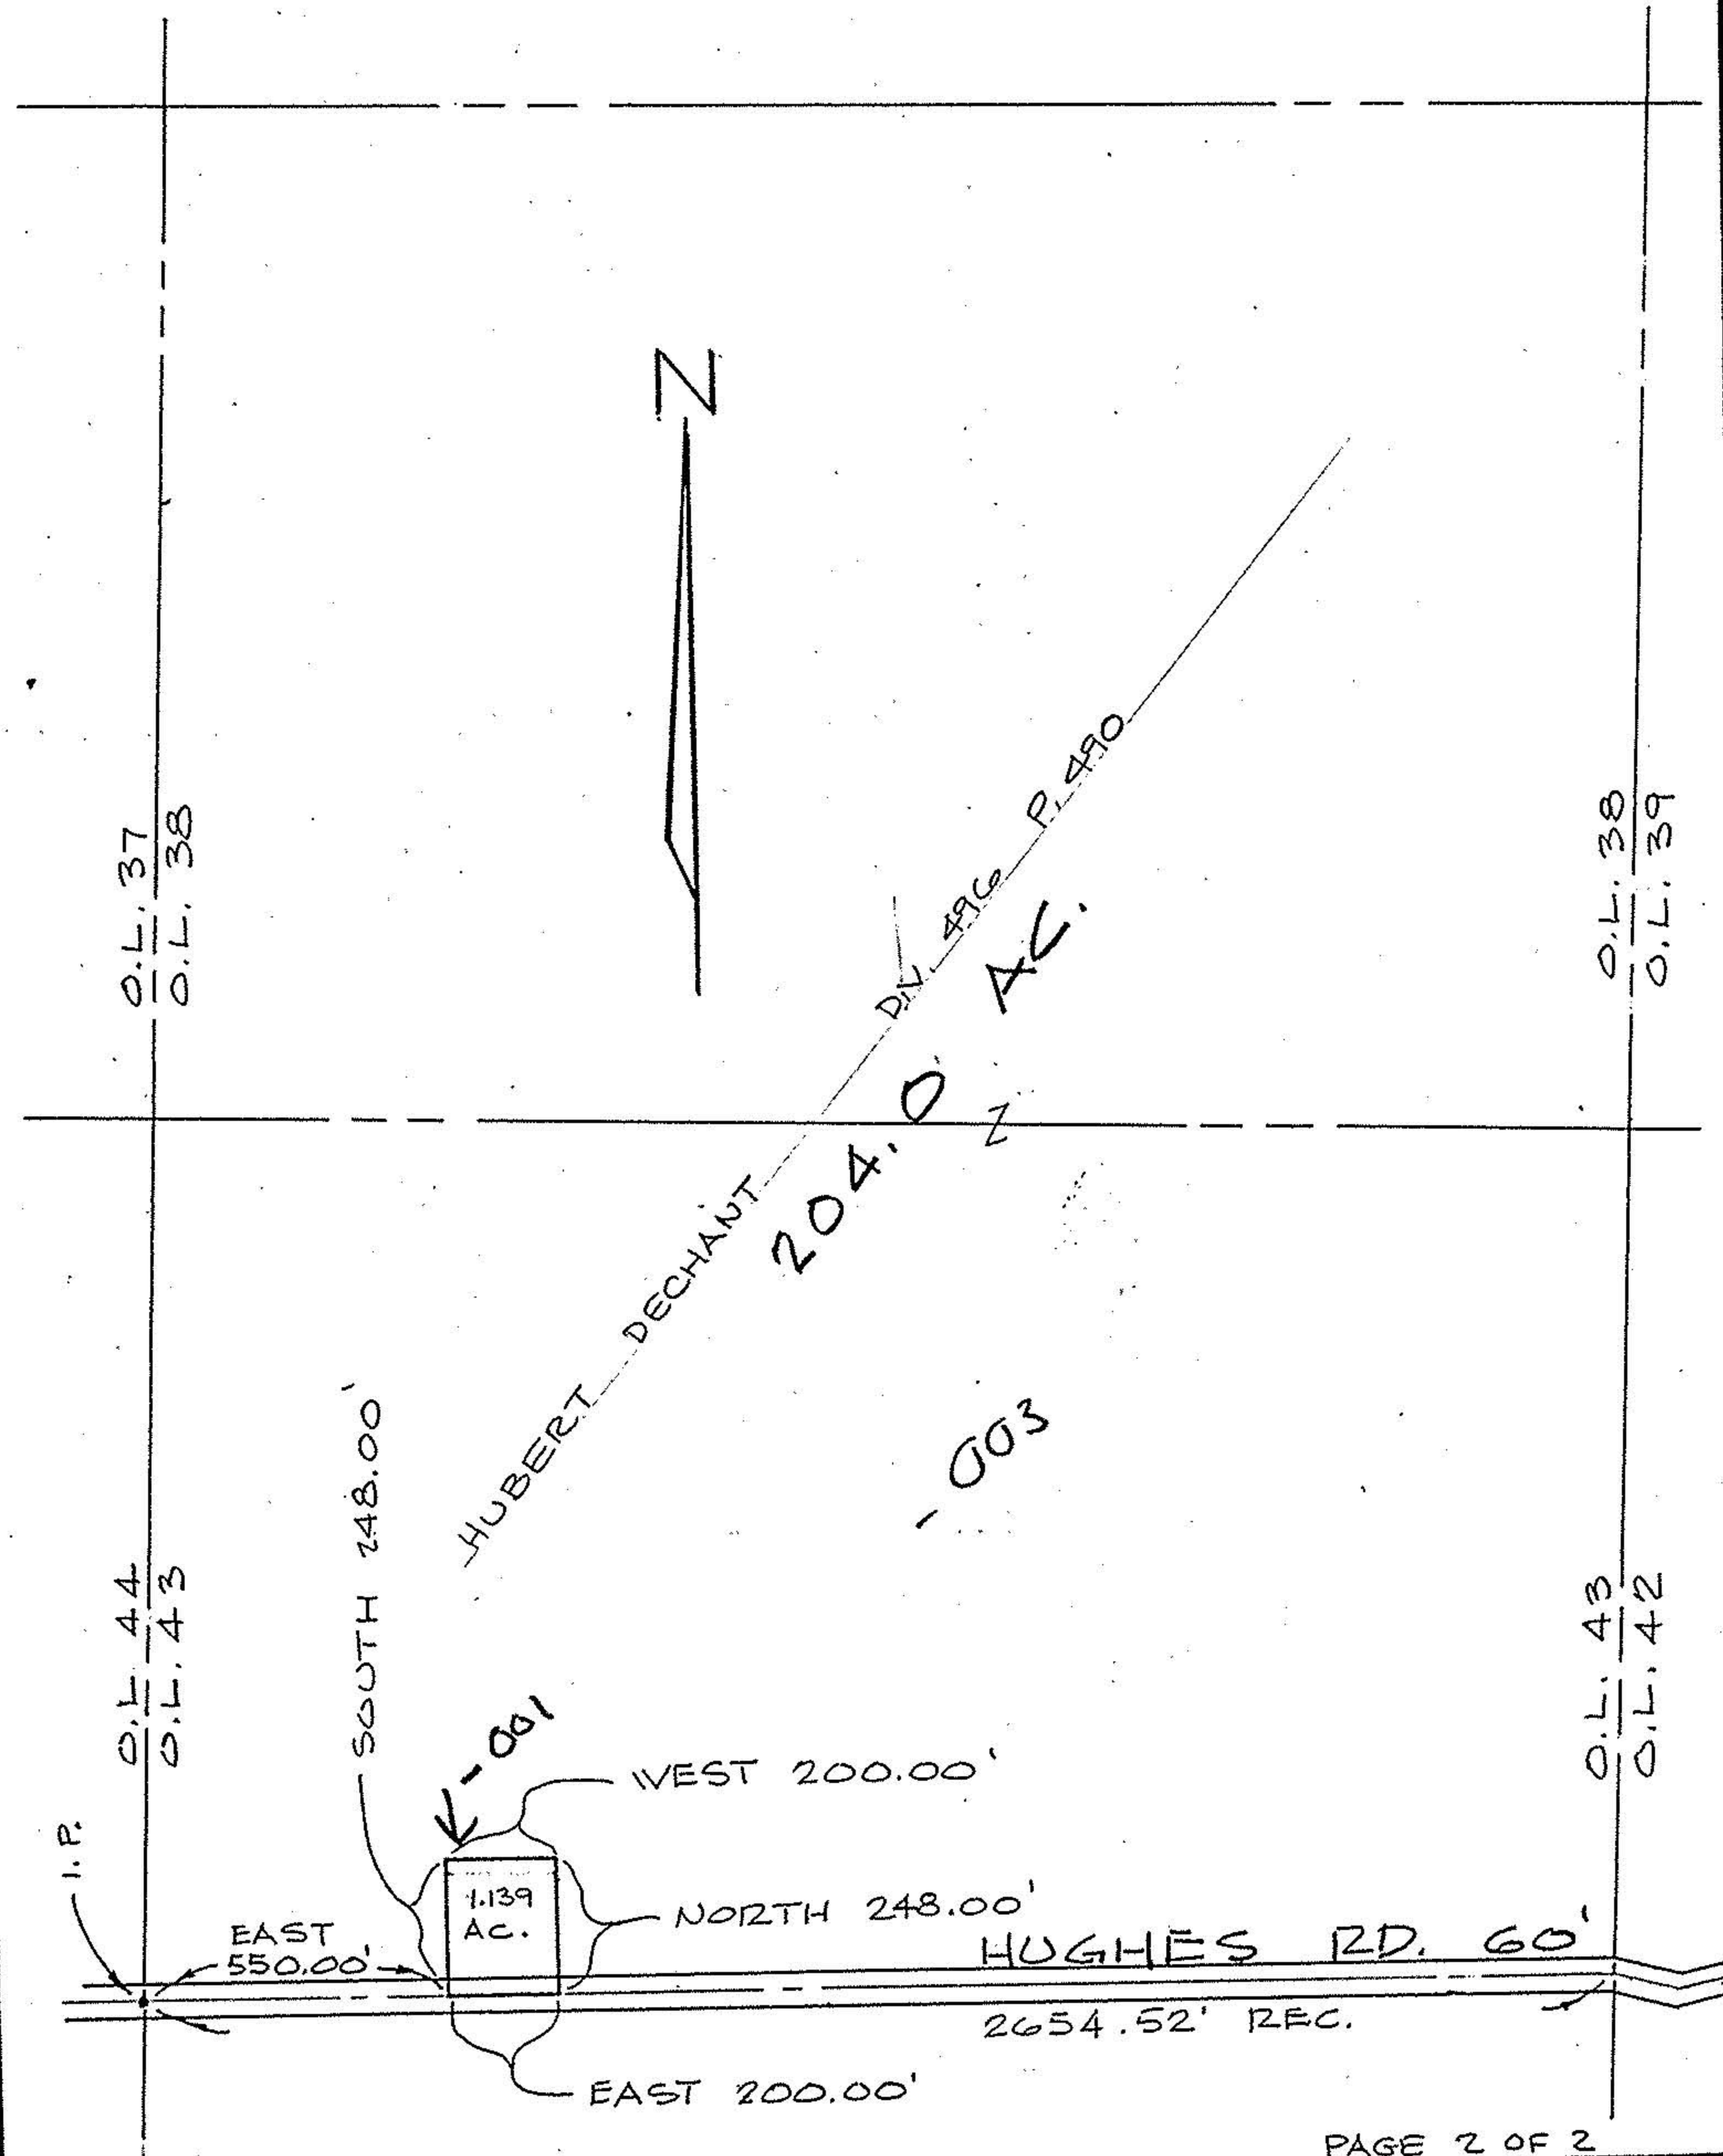 N
O.L. 37
O.L. 38
O.L. 38
O.L. 39
HUBERT DECHANT D.V. 496 P. 490
204.0 AC.
Z
- 003
O.L. 44
O.L. 43
O.L. 43
O.L. 42
SOUTH 248.00'
- 001
WEST 200.00'
I.P.
1.139
AC.
NORTH 248.00'
EAST
550.00'
HUGHES RD. 60'
2654.52' REC.
EAST 200.00'
PAGE 2 OF 2